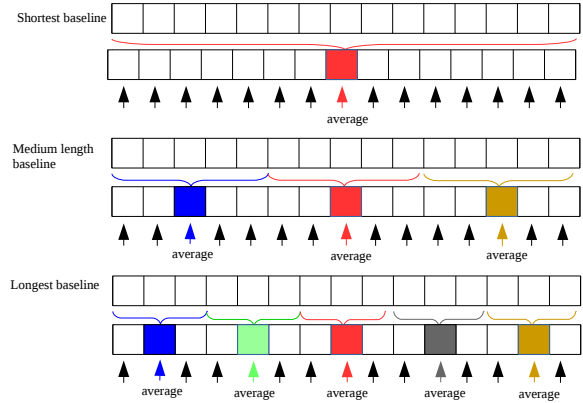 Shortest baseline
average
Medium length
baseline
average average average
Longest baseline
average average average average average